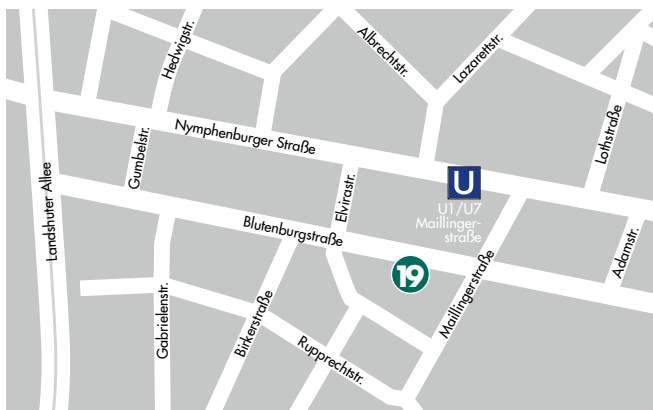 Hedwigstr.
Albrechtstr.
Lazarettstr.
Nymphenburger Straße
Gumbelstr.
Lothstraße
Landshuter Allee
U
U1/U7
Maillinger-
straße
Elvirastr.
Blutenburgstraße
19
Adamstr.
Maillingerstraße
Gabrielenstr.
Birkerstraße
Rupprechtstr.